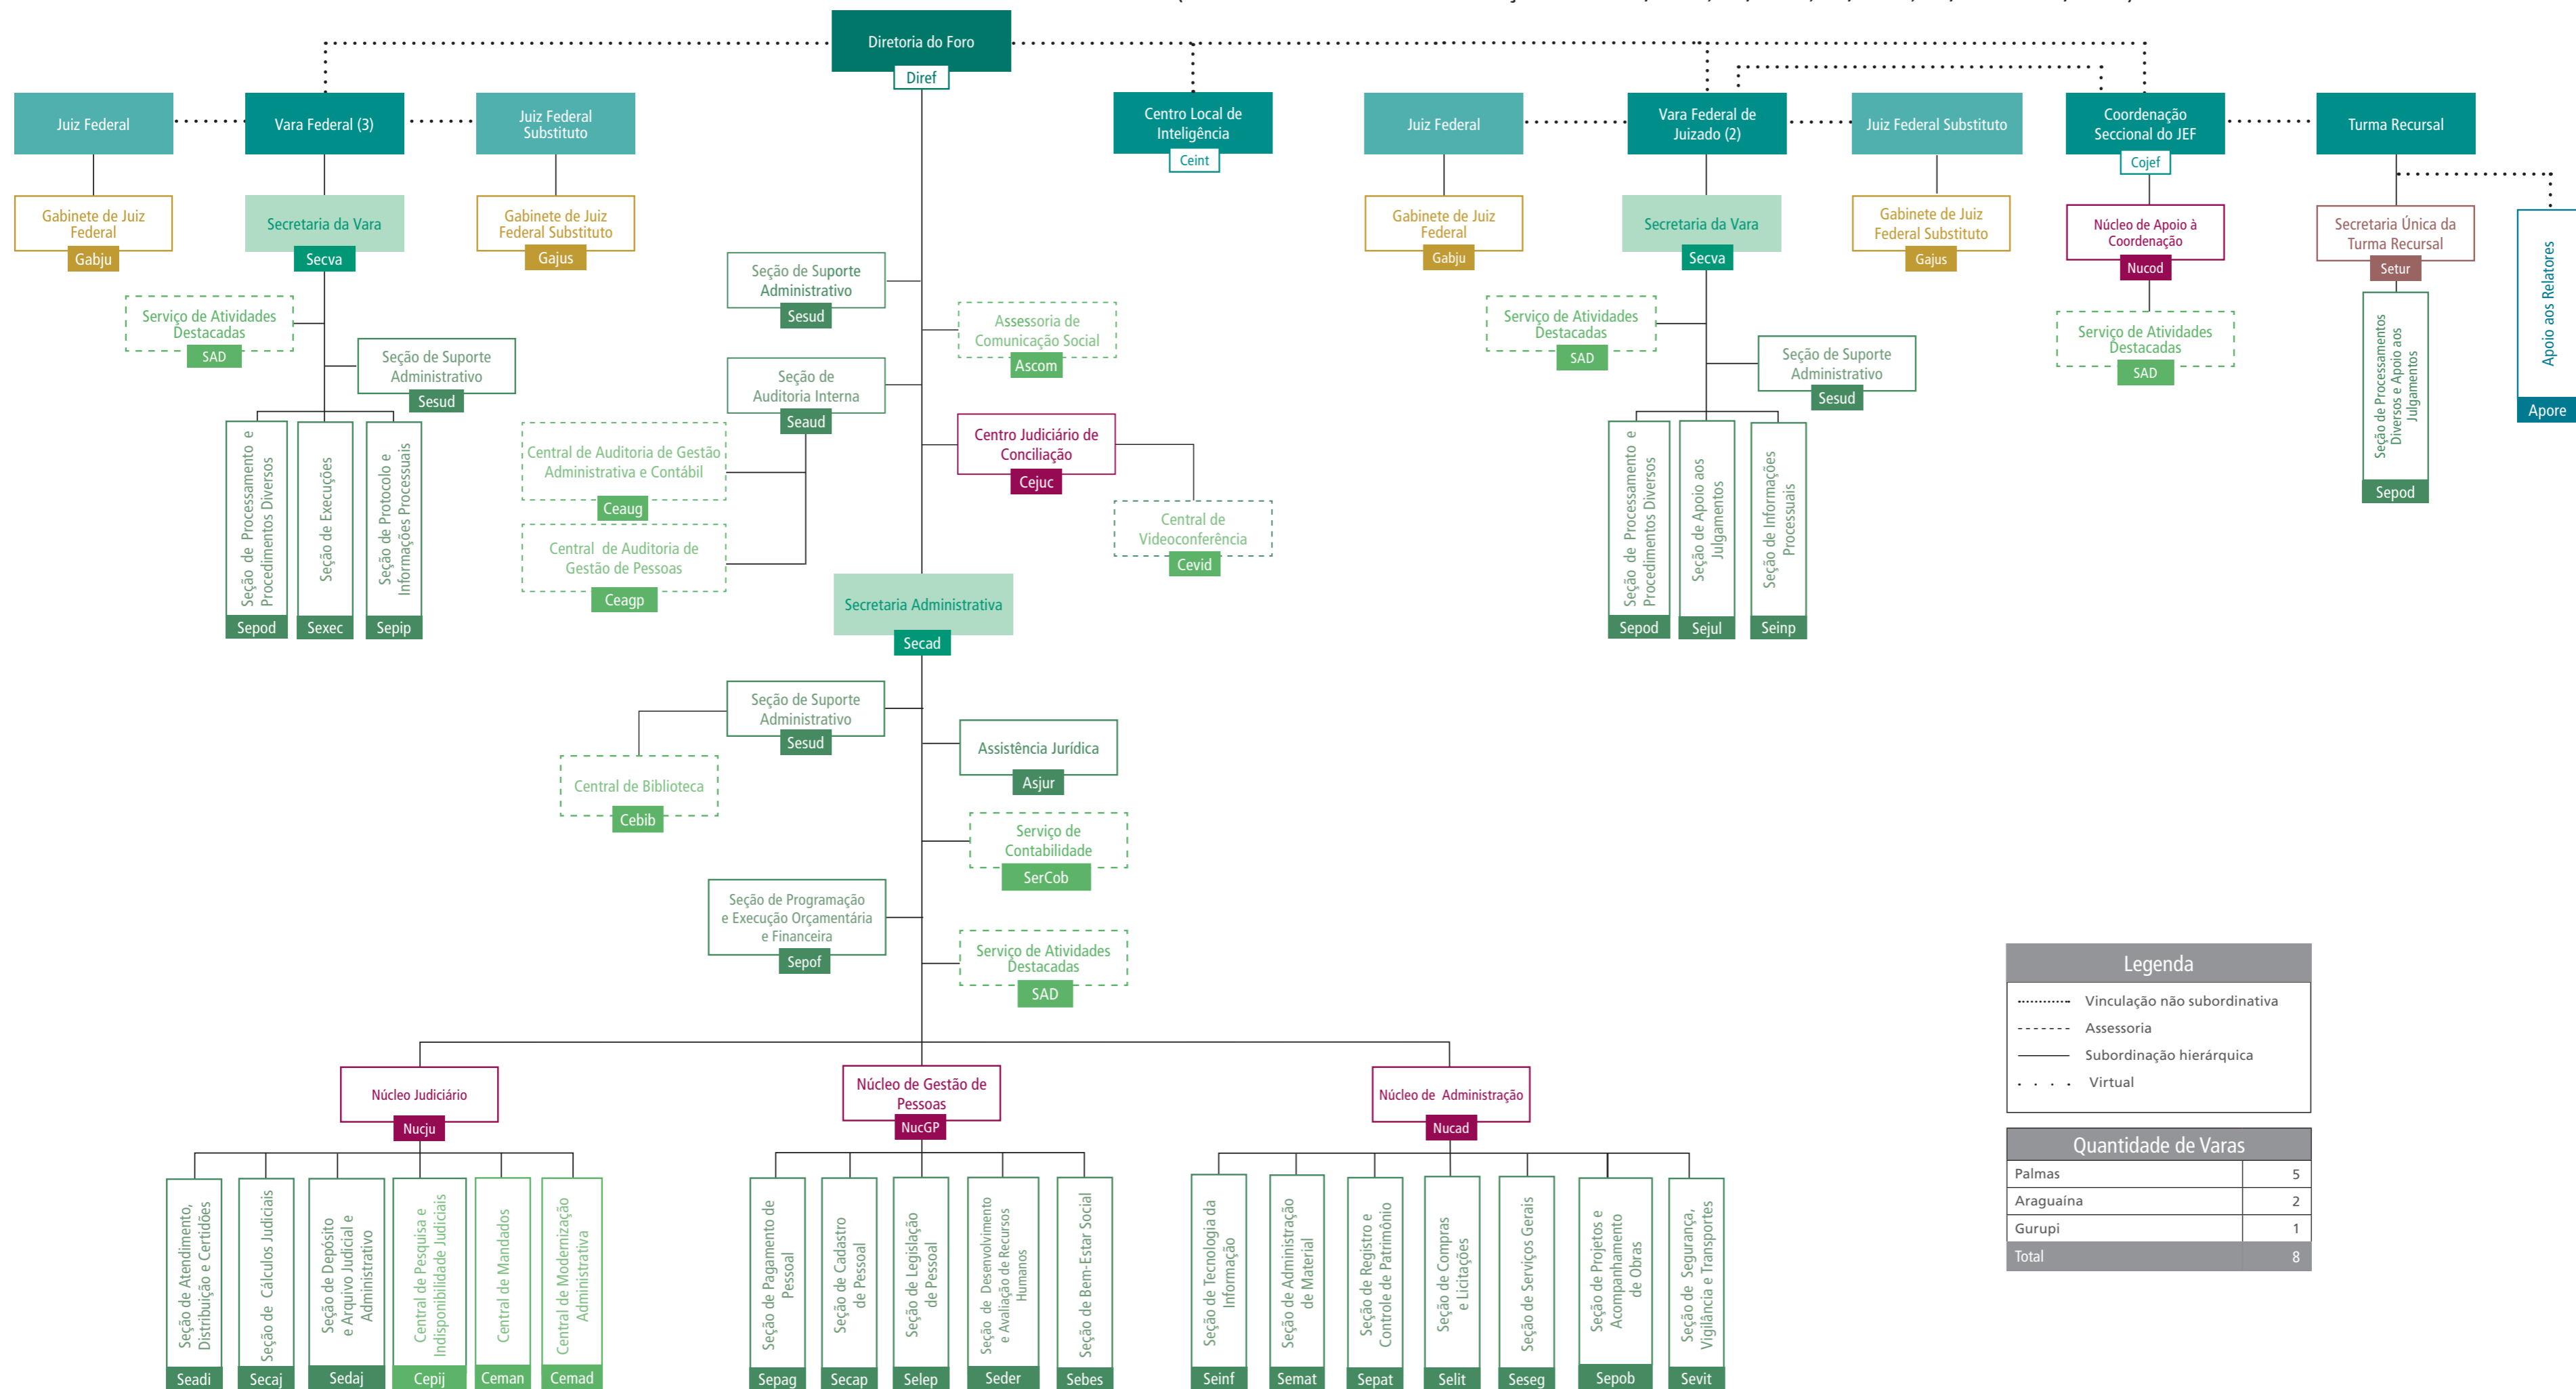 Diretoria do Foro
Diref
Juiz Federal
Vara Federal (3)
Juiz Federal
Substituto
Centro Local de
Inteligência
Ceint
Juiz Federal
Vara Federal de
Juizado (2)
Juiz Federal Substituto
Coordenação
Seccional do JEF
Cojef
Turma Recursal
Gabinete de Juiz
Federal
Gabju
Secretaria da Vara
Secva
Gabinete de Juiz
Federal Substituto
Gajus
Gabinete de Juiz
Federal
Gabju
Secretaria da Vara
Secva
Gabinete de Juiz
Federal Substituto
Gajus
Núcleo de Apoio à
Coordenação
Nucod
Secretaria Única da
Turma Recursal
Setur
Apoio aos Relatores
Apore
Serviço de Atividades
Destacadas
SAD
Seção de Suporte
Administrativo
Sesud
Seção de Processamento e
Procedimentos Diversos
Sepod
Seção de Execuções
Sexec
Seção de Protocolo e
Informações Processuais
Sepip
Seção de Suporte
Administrativo
Sesud
Assessoria de
Comunicação Social
Ascom
Seção de
Auditoria Interna
Seaud
Central de Auditoria de Gestão
Administrativa e Contábil
Ceaug
Central de Auditoria de
Gestão de Pessoas
Ceagp
Centro Judiciário de
Conciliação
Cejuc
Central de
Videoconferência
Cevid
Serviço de Atividades
Destacadas
SAD
Seção de Suporte
Administrativo
Sesud
Seção de Processamento e
Procedimentos Diversos
Sepod
Seção de Apoio aos
Julgamentos
Sejul
Seção de Informações
Processuais
Seinp
Serviço de Atividades
Destacadas
SAD
Seção de Processamentos
Diversos e Apoio aos
Julgamentos
Sepod
Secretaria Administrativa
Secad
Seção de Suporte
Administrativo
Sesud
Central de Biblioteca
Cebib
Assistência Jurídica
Asjur
Serviço de
Contabilidade
SerCob
Seção de Programação
e Execução Orçamentária
e Financeira
Sepof
Serviço de Atividades
Destacadas
SAD
Núcleo Judiciário
Nucju
Núcleo de Gestão de
Pessoas
NucGP
Núcleo de Administração
Nucad
Seção de Atendimento,
Distribuição e Certidões
Seadi
Seção de Cálculos Judiciais
Secaj
Seção de Depósito
e Arquivo Judicial e
Administrativo
Sedaj
Central de Pesquisa e
Indisponibilidade Judiciais
Cepij
Central de Mandados
Ceman
Central de Modernização
Administrativa
Cemad
Seção de Pagamento de
Pessoal
Sepag
Seção de Cadastro
de Pessoal
Secap
Seção de Legislação
de Pessoal
Selep
Seção de Desenvolvimento
e Avaliação de Recursos
Humanos
Seder
Seção de Bem-Estar Social
Sebes
Seção de Tecnologia da
Informação
Seinf
Seção de Administração
de Material
Semat
Seção de Registro e
Controle de Patrimônio
Sepat
Seção de Compras
e Licitações
Selit
Seção de Serviços Gerais
Seseg
Seção de Projetos e
Acompanhamento
de Obras
Sepob
Seção de Segurança,
Vigilância e Transportes
Sevit
Legenda
Vinculação não subordinativa
Assessoria
Subordinação hierárquica
Virtual
Quantidade de Varas
Palmas 5
Araguaína 2
Gurupi 1
Total 8